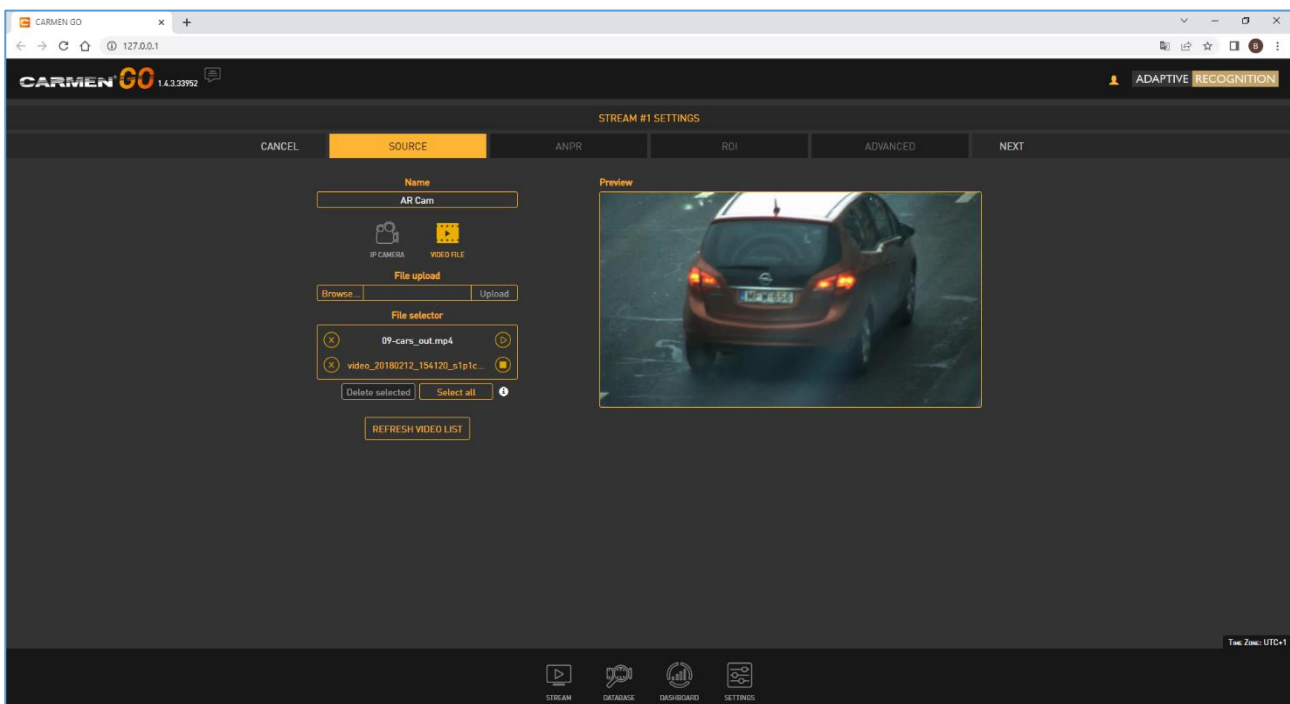 CARMEN GO
127.0.0.1
B
CARMEN GO 1.4.3.33952
ADAPTIVE RECOGNITION
STREAM #1 SETTINGS
CANCEL SOURCE ANPR ROI ADVANCED NEXT
Name
AR Cam
IP CAMERA VIDEO FILE
File upload
Browse... Upload
File selector
09-cars_out.mp4
video_20180212_154120_s1p1c...
Delete selected Select all
REFRESH VIDEO LIST
Preview
TIME ZONE: UTC+1
STREAM DATABASE DASHBOARD SETTINGS